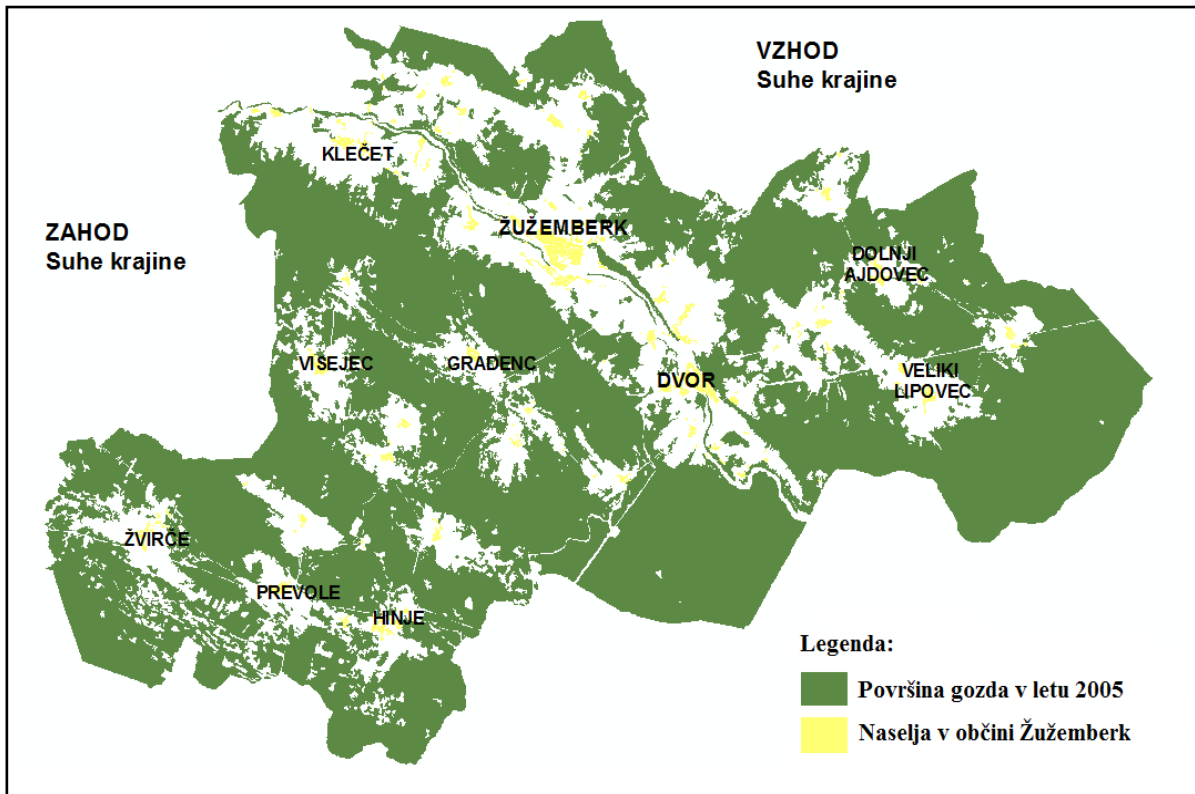 VZHOD
Suhe krajine
KLEČET
ŽUŽEMBERK
ZAHOD
Suhe krajine
DOLNJI
AJDOVEC
VISEJEC
GRADENC
DVOR
VELIKI
LIPOVEC
ŽVIRČE
PREVOLE
HINJE
Legenda:
Površina gozda v letu 2005
Naselja v občini Žužemberk